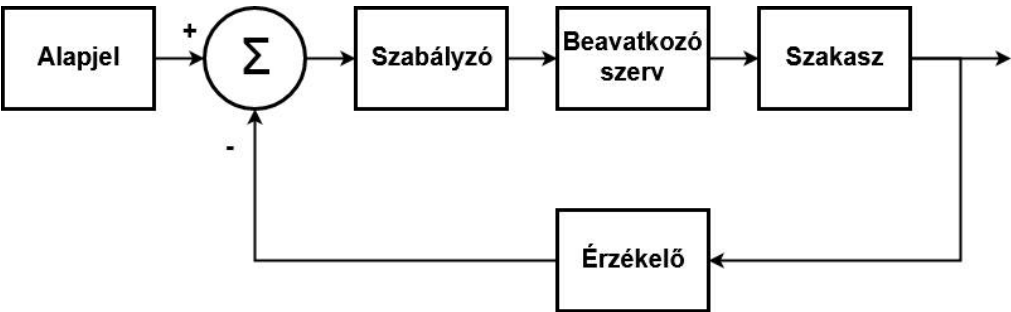 Alapjel
+
Σ
-
Szabályzó
Beavatkozó
szerv
Szakasz
Érzékelő